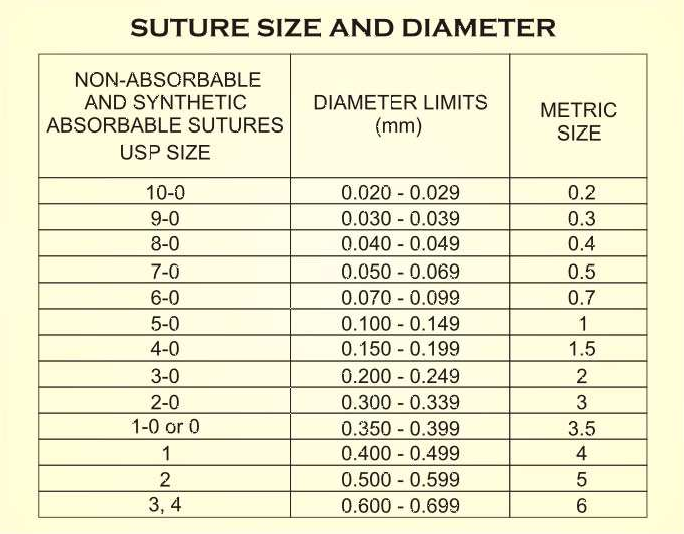 SUTURE SIZE AND DIAMETER
NON-ABSORBABLE
AND SYNTHETIC
ABSORBABLE SUTURES
USP SIZE
DIAMETER LIMITS
(mm)
METRIC
SIZE
10-0 0.020 - 0.029 0.2
9-0 0.030 - 0.039 0.3
8-0 0.040 - 0.049 0.4
7-0 0.050 - 0.069 0.5
6-0 0.070 - 0.099 0.7
5-0 0.100 - 0.149 1
4-0 0.150 - 0.199 1.5
3-0 0.200 - 0.249 2
2-0 0.300 - 0.339 3
1-0 or 0 0.350 - 0.399 3.5
1 0.400 - 0.499 4
2 0.500 - 0.599 5
3, 4 0.600 - 0.699 6